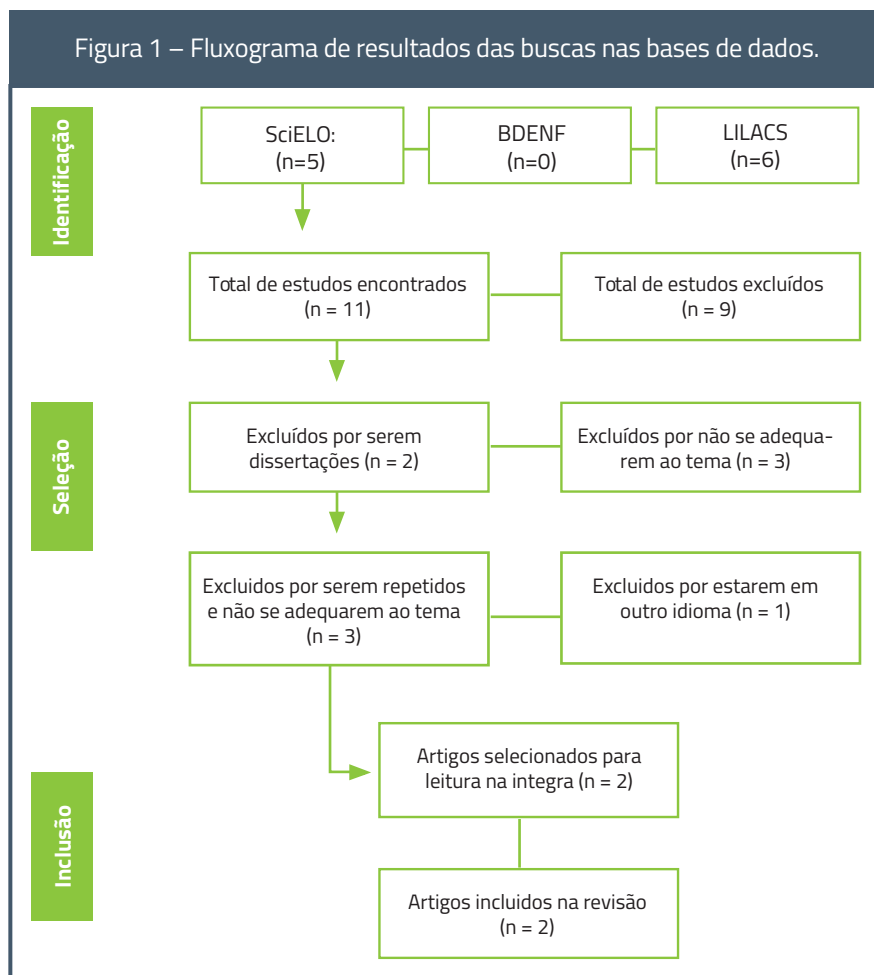 Figura 1 – Fluxograma de resultados das buscas nas bases de dados.
Identificação
SciELO:
(n=5)
BDENF
(n=0)
LILACS
(n=6)
Total de estudos encontrados
(n = 11)
Total de estudos excluídos
(n = 9)
Seleção
Excluídos por serem
dissertações (n = 2)
Excluídos por não se adequa-
rem ao tema (n = 3)
Excluidos por serem repetidos
e não se adequarem ao tema
(n = 3)
Excluidos por estarem em
outro idioma (n = 1)
Inclusão
Artigos selecionados para
leitura na integra (n = 2)
Artigos incluidos na revisão
(n = 2)